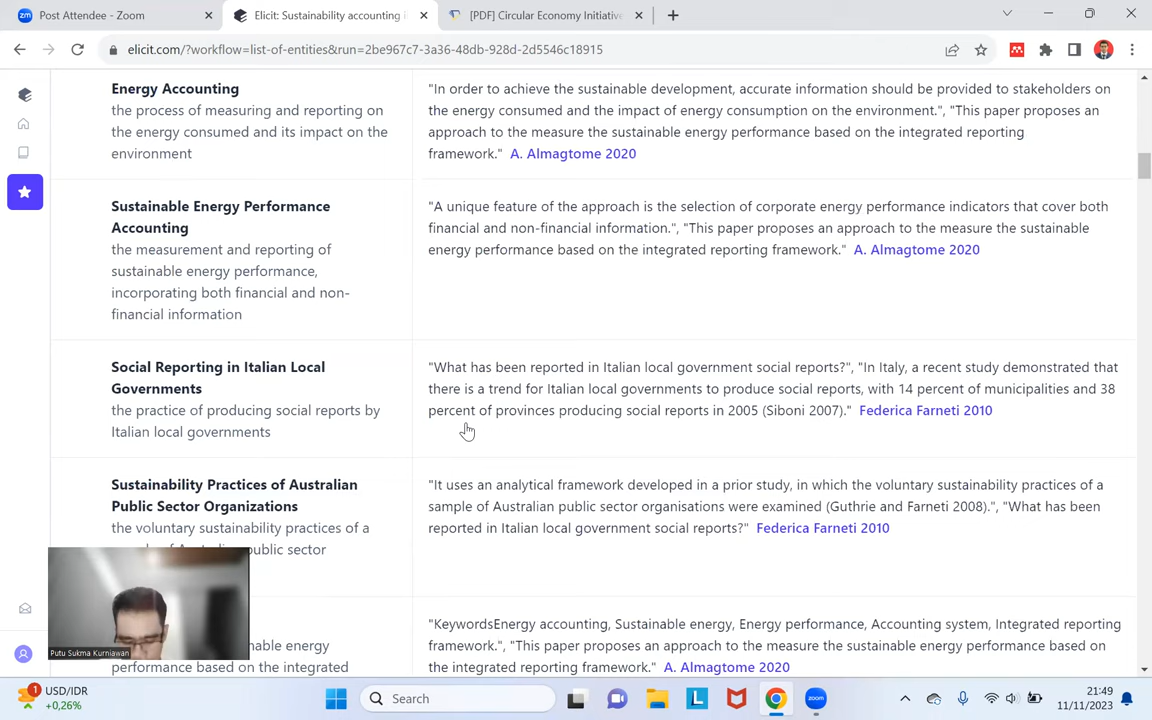 Post Attendee - Zoom
Elicit: Sustainability accounting i
[PDF] Circular Economy Initiative
elicit.com/?workflow=list-of-entities&run=2be967c7-3a36-48db-928d-2d5546c18915
Energy Accounting
the process of measuring and reporting on
the energy consumed and its impact on the
environment
"In order to achieve the sustainable development, accurate information should be provided to stakeholders on
the energy consumed and the impact of energy consumption on the environment.", "This paper proposes an
approach to the measure the sustainable energy performance based on the integrated reporting
framework." A. Almagtome 2020
Sustainable Energy Performance
Accounting
the measurement and reporting of
sustainable energy performance,
incorporating both financial and non-
financial information
"A unique feature of the approach is the selection of corporate energy performance indicators that cover both
financial and non-financial information.", "This paper proposes an approach to the measure the sustainable
energy performance based on the integrated reporting framework." A. Almagtome 2020
Social Reporting in Italian Local
Governments
the practice of producing social reports by
Italian local governments
"What has been reported in Italian local government social reports?", "In Italy, a recent study demonstrated that
there is a trend for Italian local governments to produce social reports, with 14 percent of municipalities and 38
percent of provinces producing social reports in 2005 (Siboni 2007)." Federica Farneti 2010
Sustainability Practices of Australian
Public Sector Organizations
the voluntary sustainability practices of a
public sector
"It uses an analytical framework developed in a prior study, in which the voluntary sustainability practices of a
sample of Australian public sector organisations were examined (Guthrie and Farneti 2008).", "What has been
reported in Italian local government social reports?" Federica Farneti 2010
energy
performance based on the integrated
"KeywordsEnergy accounting, Sustainable energy, Energy performance, Accounting system, Integrated reporting
framework.", "This paper proposes an approach to the measure the sustainable energy performance based on
the integrated reporting framework." A. Almagtome 2020
Putu Sukma Kurniawan
1
USD/IDR
+0,26%
Search
L
zoom
21:49
11/11/2023